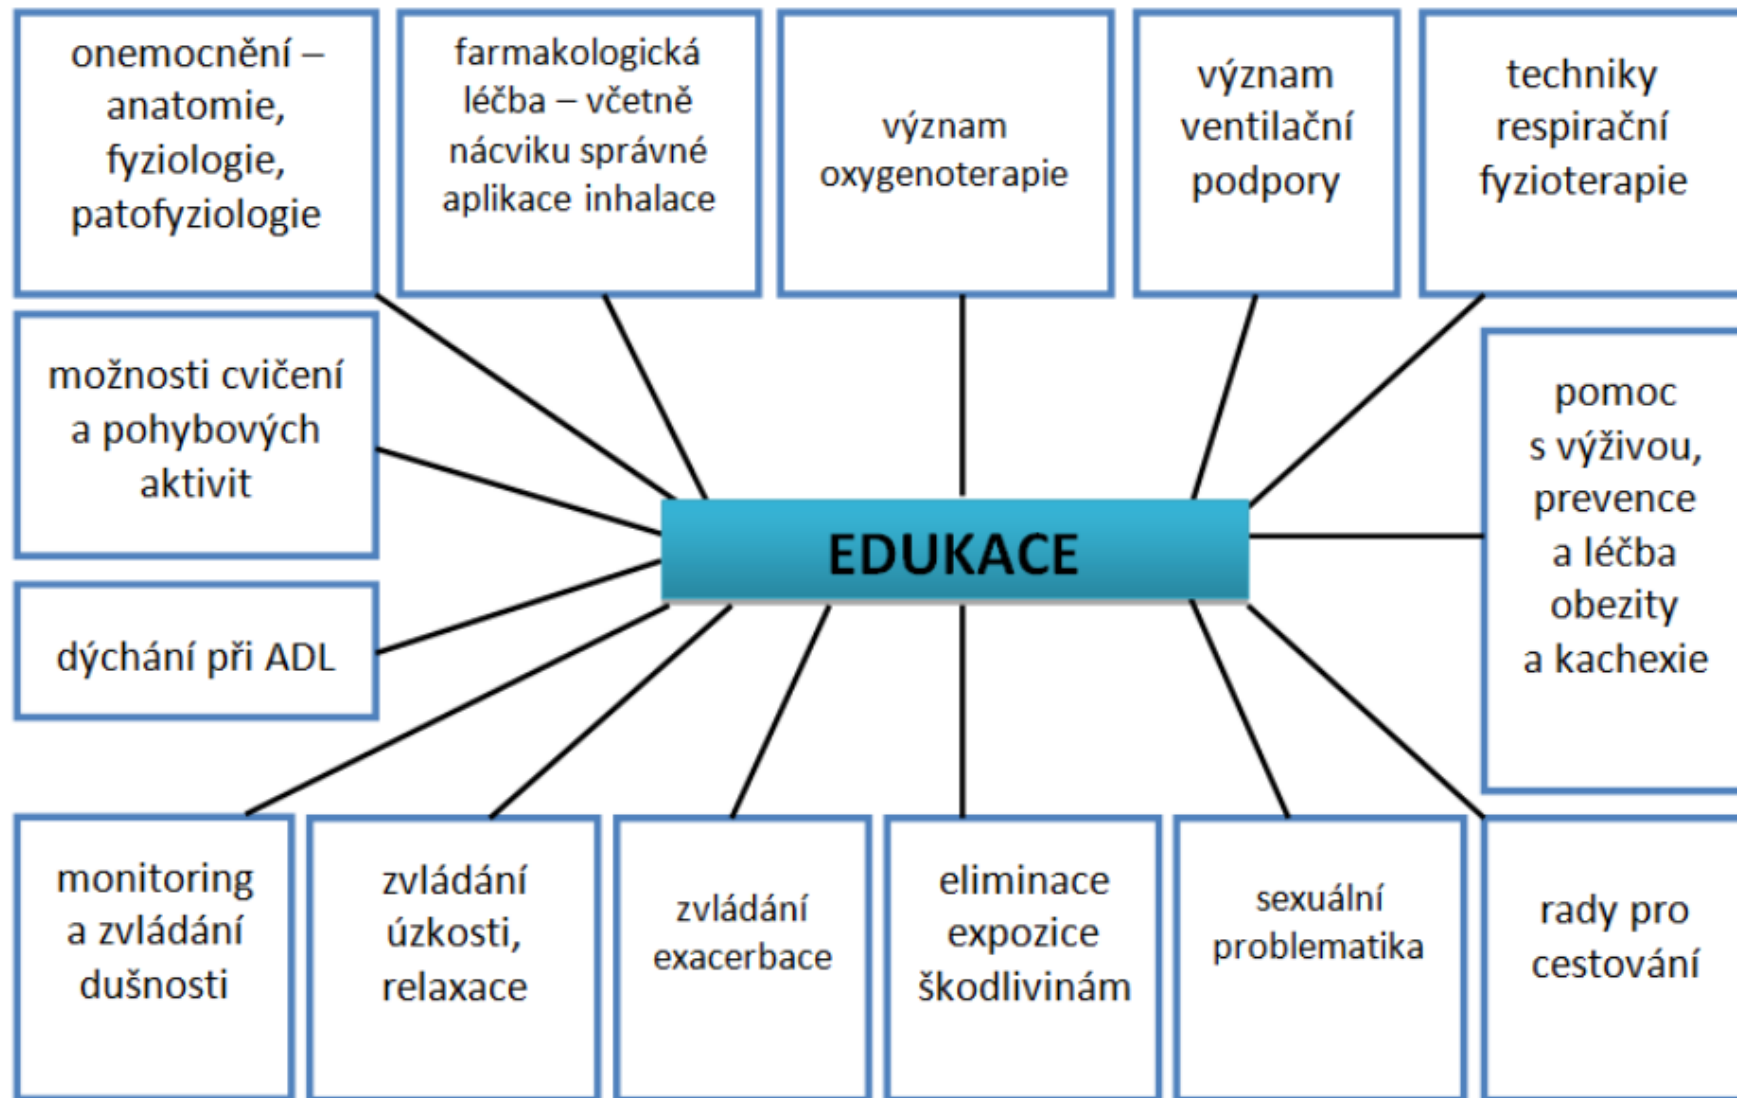 onemocnění –
anatomie,
fyziologie,
patofyziologie
farmakologická
léčba – včetně
nácviku správné
aplikace inhalace
význam
oxygenoterapie
význam
ventilační
podpory
techniky
respirační
fyzioterapie
možnosti cvičení
a pohybových
aktivit
pomoc
s výživou,
prevence
a léčba
obezity
a kachexie
EDUKACE
dýchání při ADL
monitoring
a zvládání
dušnosti
zvládání
úzkosti,
relaxace
zvládání
exacerbace
eliminace
expozice
škodlivinám
sexuální
problematika
rady pro
cestování